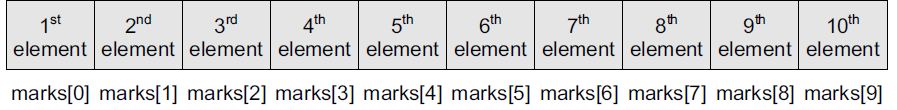 1st 2nd 3rd 4th 5th 6th 7th 8th 9th 10th
element element element element element element element element element element
marks[0] marks[1] marks[2] marks[3] marks[4] marks[5] marks[6] marks[7] marks[8] marks[9]